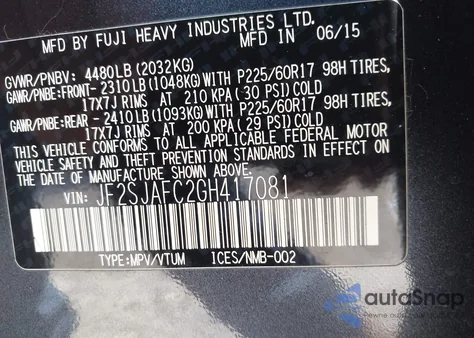 MFD BY FUJI HEAVY INDUSTRIES LTD.
MADE IN 06/15
GVWR/PNBV: 4480LB (2032KG)
GAWR/PNBE:FRONT- 2310LB (1048KG) WITH P225/60R17 98H TIRES,
17X7J RIMS AT 210 KPA (30 PSI) COLD
GAWR/PNBE:REAR - 2410LB (1093KG) WITH P225/60R17 98H TIRES,
17X7J RIMS AT 200 KPA (29 PSI) COLD
THIS VEHICLE CONFORMS TO ALL APPLICABLE FEDERAL MOTOR
VEHICLE SAFETY AND THEFT PREVENTION STANDARDS IN EFFECT
ON THE DATE OF MANUFACTURE SHOWN ABOVE.
VIN: JF2SJAFC2GH417081
TYPE:MPV/VTUM ICES/NMB-002
autoSnap